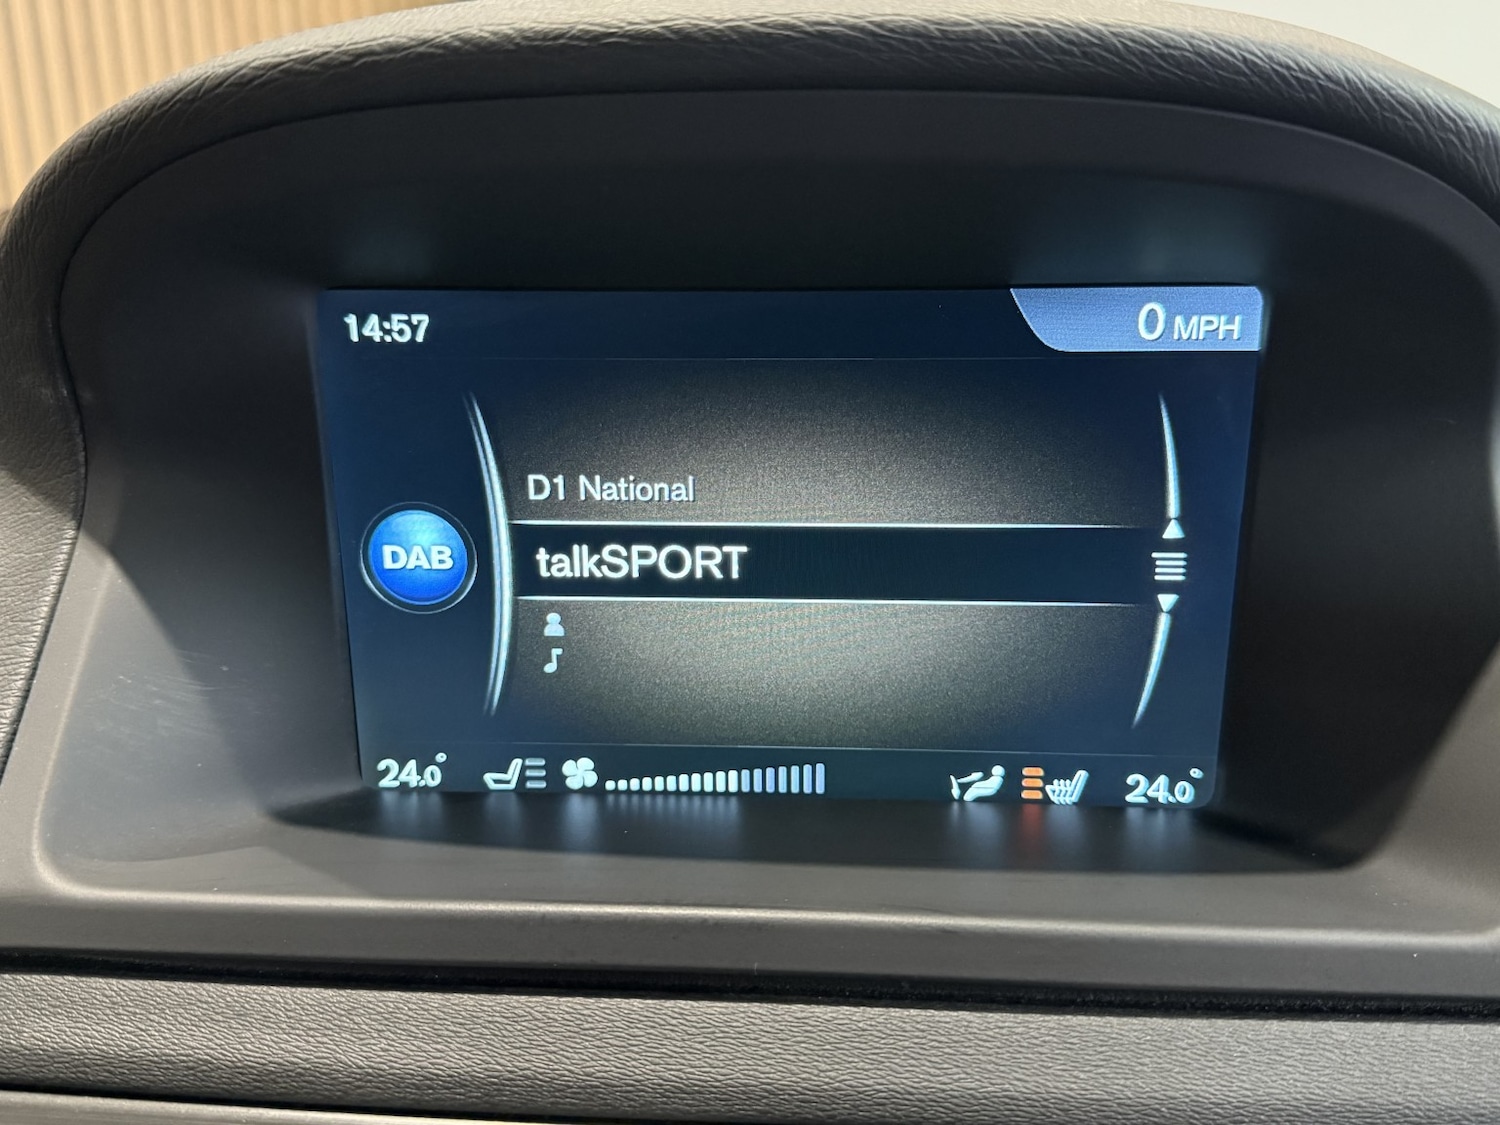 14:57
0 MPH
D1 National
DAB
talkSPORT
24.0°
24.0°